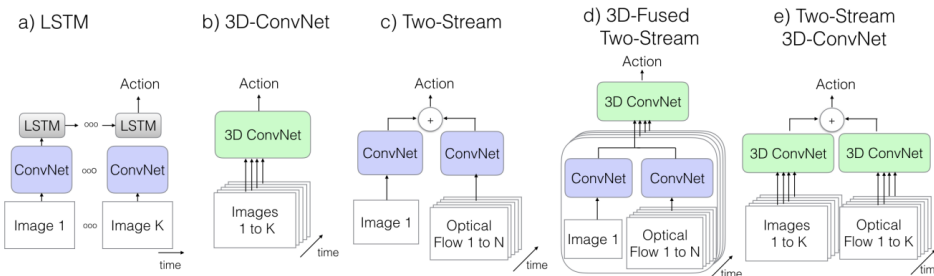 a) LSTM
Action
LSTM
ooo
LSTM
ConvNet
ooo
ConvNet
Image 1
ooo
Image K
time
b) 3D-ConvNet
Action
3D ConvNet
Images
1 to K
time
c) Two-Stream
Action
+
ConvNet
ConvNet
Image 1
Optical
Flow 1 to N
time
d) 3D-Fused
Two-Stream
Action
3D ConvNet
ConvNet
ConvNet
Image 1
Optical
Flow 1 to N
time
e) Two-Stream
3D-ConvNet
Action
+
3D ConvNet
3D ConvNet
Images
1 to K
Optical
Flow 1 to K
time